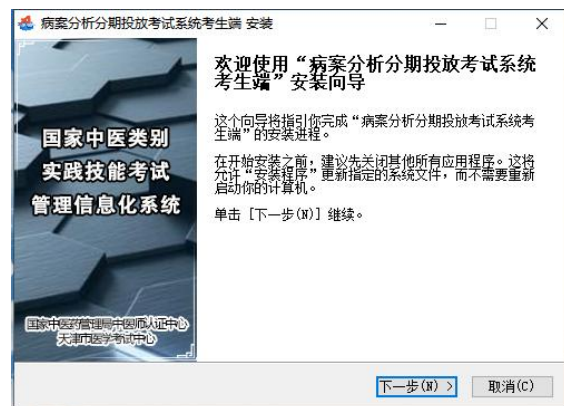 病案分析分期投放考试系统考生端 安装
国家中医类别
实践技能考试
管理信息化系统
国家中医药管理局中医师认证中心
天津市医学考试中心
欢迎使用“病案分析分期投放考试系统
考生端”安装向导
这个向导将指引你完成“病案分析分期投放考试系统考
生端”的安装进程。
在开始安装之前，建议先关闭其他所有应用程序。这将
允许“安装程序”更新指定的系统文件，而不需要重新
启动你的计算机。
单击 [下一步(N)] 继续。
下一步(N) >
取消(C)